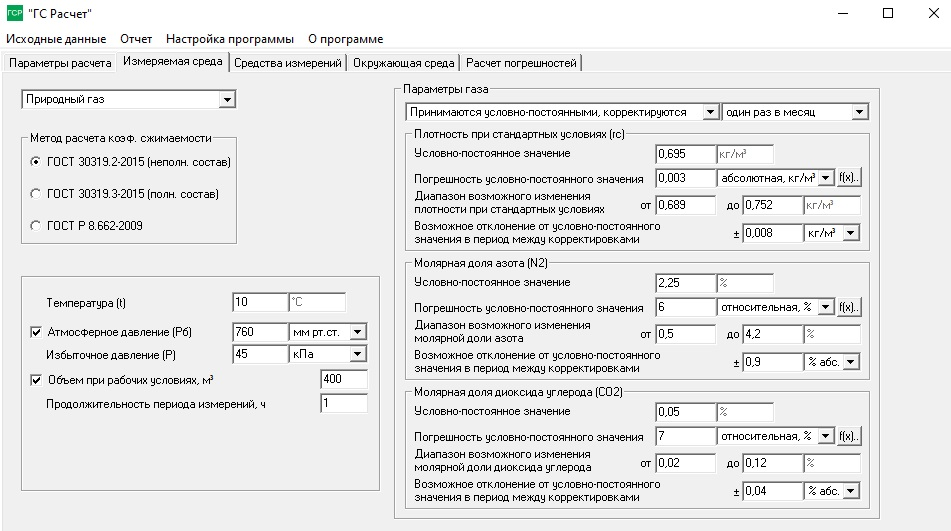 ГСР "ГС Расчет"
Исходные данные Отчет Настройка программы О программе
Параметры расчета Измеряемая среда Средства измерений Окружающая среда Расчет погрешностей
Природный газ
Метод расчета коэф. сжимаемости
ГОСТ 30319.2-2015 (неполн. состав)
ГОСТ 30319.3-2015 (полн. состав)
ГОСТ Р 8.662-2009
Температура (t) 10 °C
Атмосферное давление (Рб) 760 мм рт.ст.
Избыточное давление (Р) 45 кПа
Объем при рабочих условиях, м³ 400
Продолжительность периода измерений, ч 1
Параметры газа
Принимаются условно-постоянными, корректируются один раз в месяц
Плотность при стандартных условиях (rc)
Условно-постоянное значение 0,695 кг/м³
Погрешность условно-постоянного значения 0,003 абсолютная, кг/м³ f(x)..
Диапазон возможного изменения
плотности при стандартных условиях от 0,689 до 0,752 кг/м³
Возможное отклонение от условно-постоянного
значения в период между корректировками ± 0,008 кг/м³
Молярная доля азота (N2)
Условно-постоянное значение 2,25 %
Погрешность условно-постоянного значения 6 относительная, % f(x)..
Диапазон возможного изменения
молярной доли азота от 0,5 до 4,2 %
Возможное отклонение от условно-постоянного
значения в период между корректировками ± 0,9 % абс.
Молярная доля диоксида углерода (CO2)
Условно-постоянное значение 0,05 %
Погрешность условно-постоянного значения 7 относительная, % f(x)..
Диапазон возможного изменения
молярной доли диоксида углерода от 0,02 до 0,12 %
Возможное отклонение от условно-постоянного
значения в период между корректировками ± 0,04 % абс.